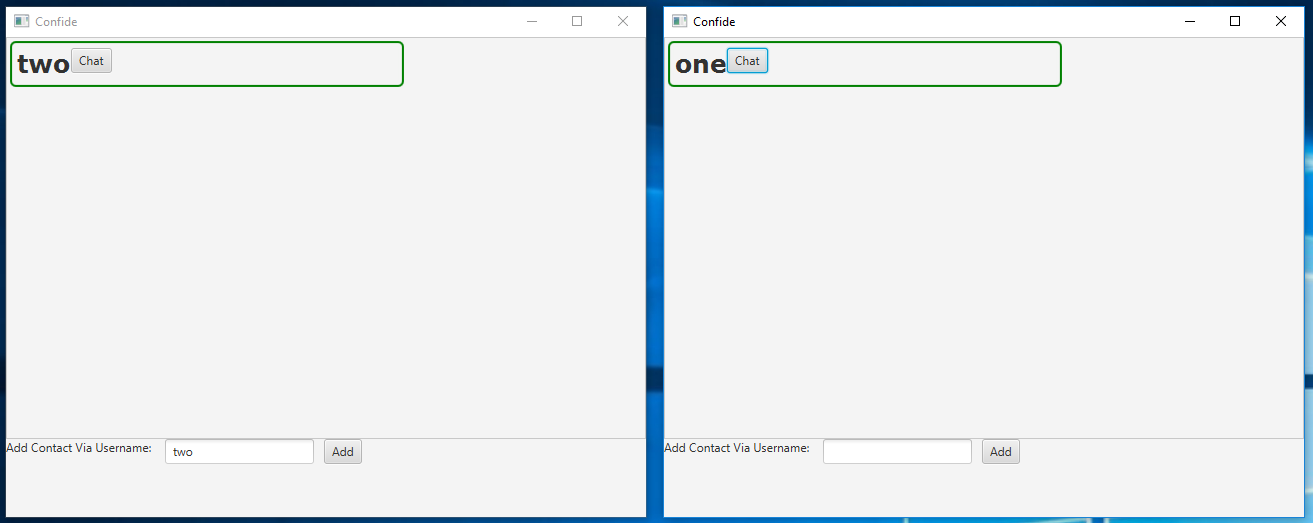 Confide
two Chat
Add Contact Via Username: two Add
Confide
one Chat
Add Contact Via Username: Add